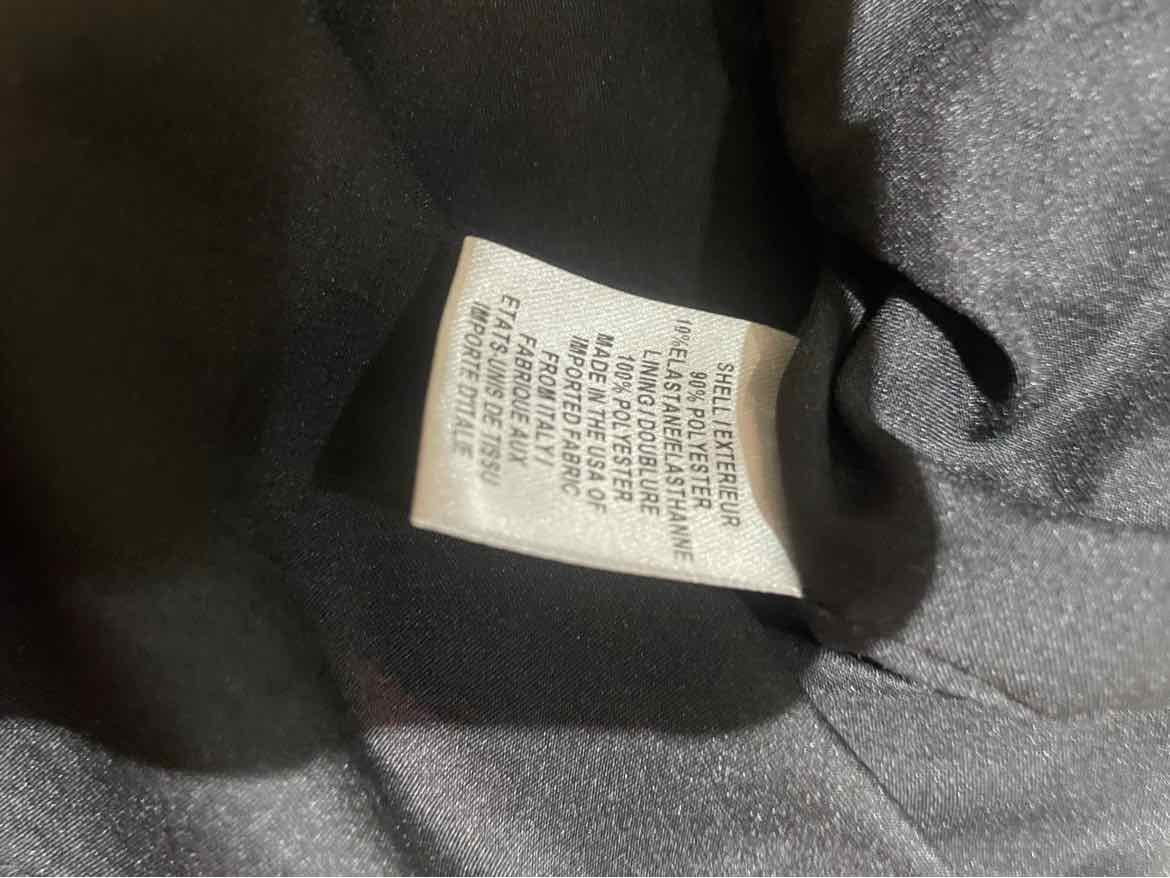 SHELL / EXTERIEUR
90% POLYESTER
10%ELASTANE/ELASTHANNE
LINING / DOUBLURE
100% POLYESTER
MADE IN THE USA OF
IMPORTED FABRIC
FROM ITALY /
FABRIQUE AUX
ETATS-UNIS DE TISSU
IMPORTE D'ITALIE